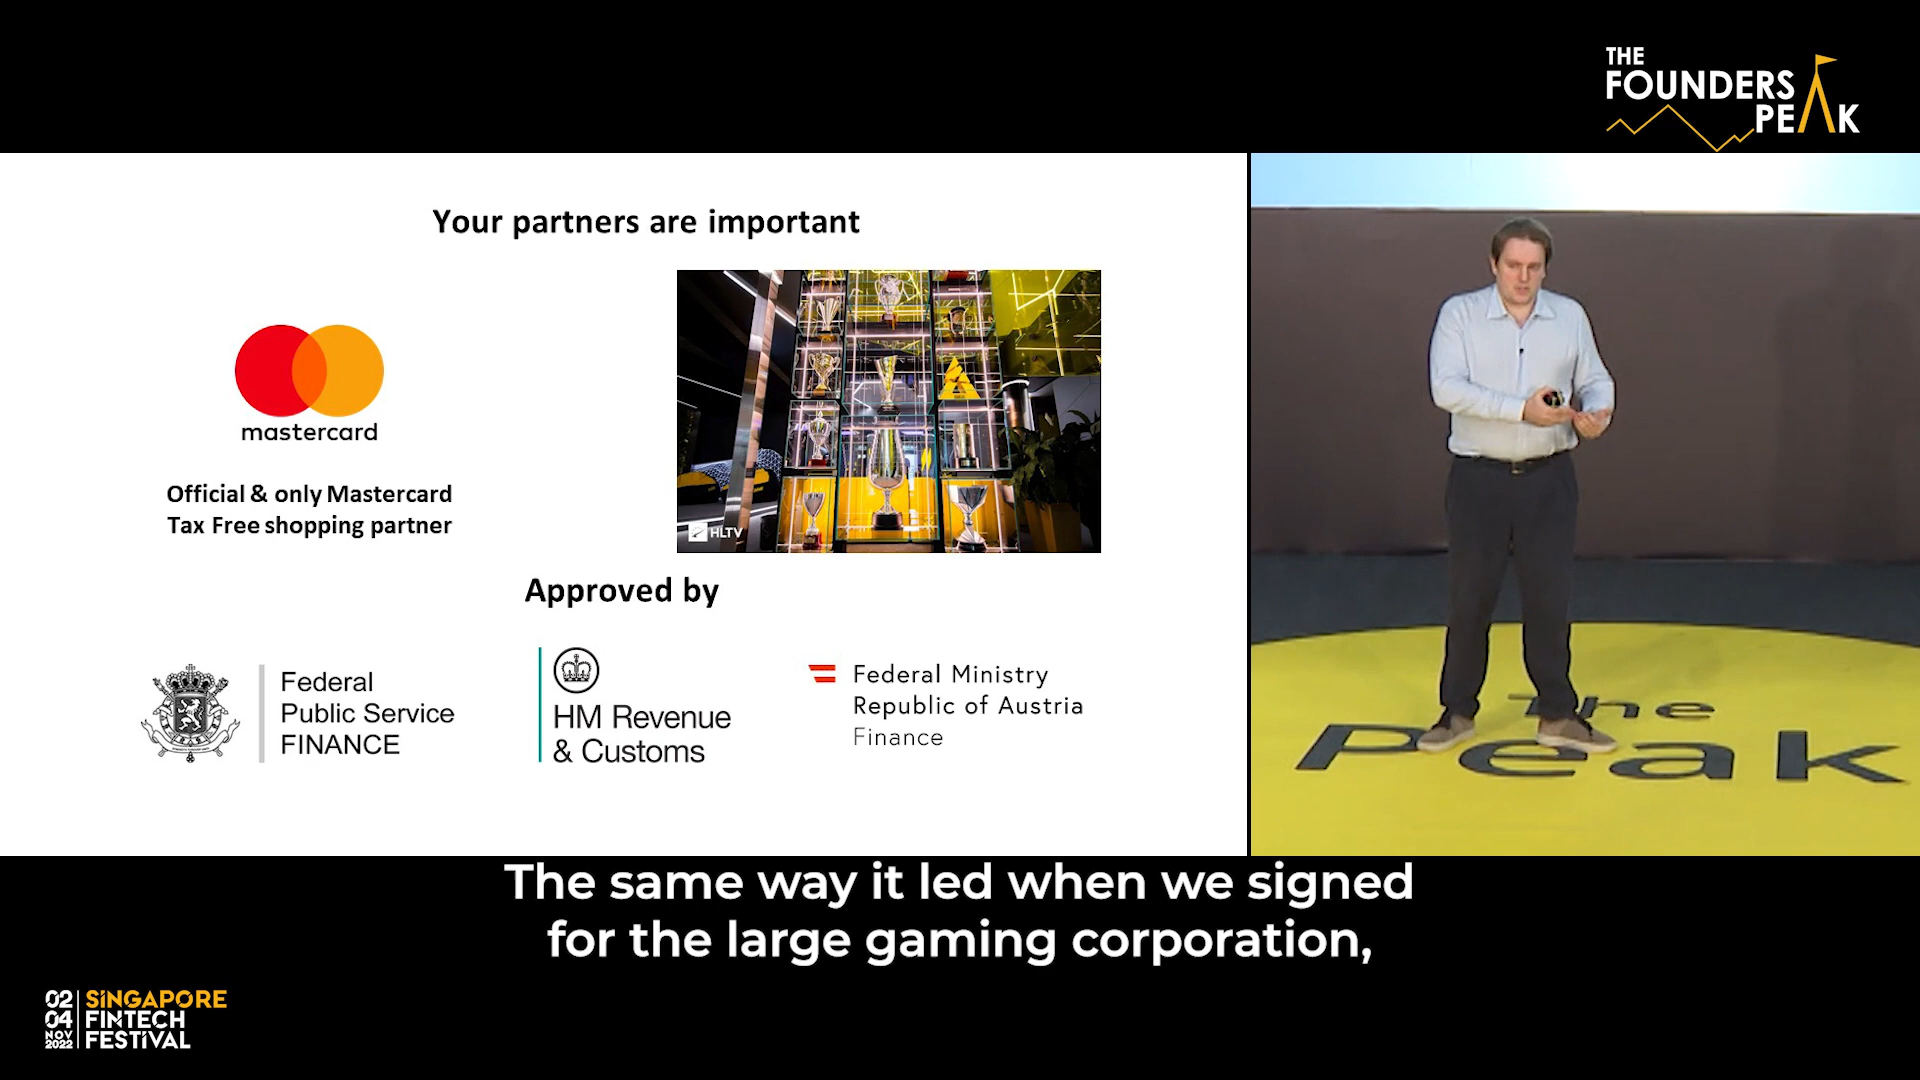 THE
FOUNDERS
PEAK
Your partners are important
mastercard
Official & only Mastercard
Tax Free shopping partner
HLTV
Approved by
Federal
Public Service
FINANCE
HM Revenue
& Customs
Federal Ministry
Republic of Austria
Finance
The
Peak
The same way it led when we signed
for the large gaming corporation,
02
04
NOV
2022
SINGAPORE
FINTECH
FESTIVAL